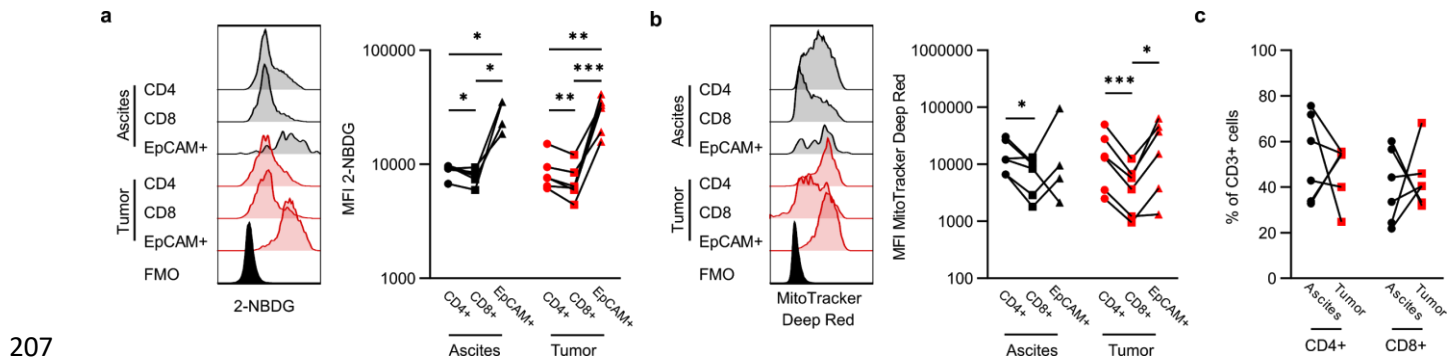 a
Ascites
CD4
CD8
EpCAM+
Tumor
CD4
CD8
EpCAM+
FMO
2-NBDG
MFI 2-NBDG
100000
10000
1000
* * *
** *** **
CD4+ CD8+ EpCAM+ CD4+ CD8+ EpCAM+
Ascites Tumor
b
Ascites
CD4
CD8
EpCAM+
Tumor
CD4
CD8
EpCAM+
FMO
MitoTracker
Deep Red
MFI MitoTracker Deep Red
1000000
100000
10000
1000
100
* *** *
CD4+ CD8+ EpCAM+ CD4+ CD8+ EpCAM+
Ascites Tumor
c
% of CD3+ cells
100
80
60
40
20
0
Ascites Tumor Ascites Tumor
CD4+ CD8+
207